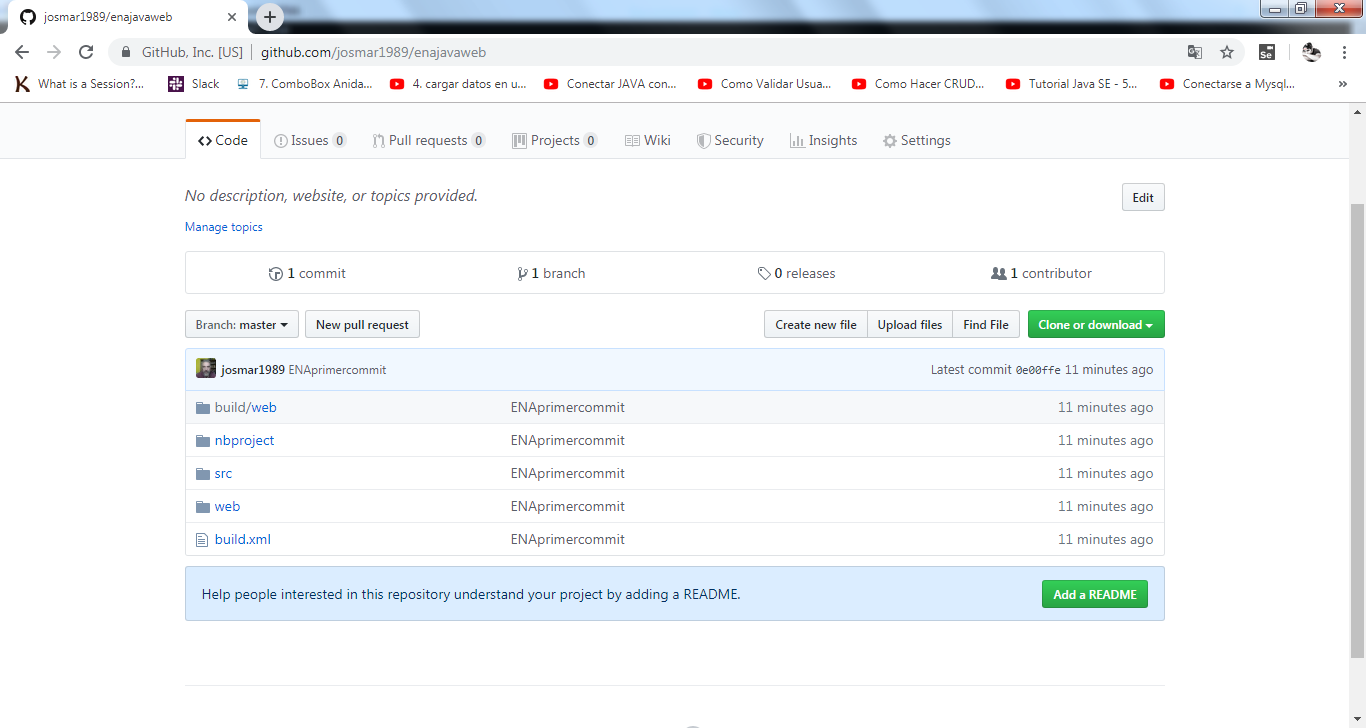 josmar1989/enajavaweb
GitHub, Inc. [US] github.com/josmar1989/enajavaweb Se
What is a Session?... Slack 7. ComboBox Anida... 4. cargar datos en u... Conectar JAVA con... Como Validar Usua... Como Hacer CRUD... Tutorial Java SE - 5... Conectarse a Mysql... »
<> Code Issues 0 Pull requests 0 Projects 0 Wiki Security Insights Settings
No description, website, or topics provided. Edit
Manage topics
1 commit 1 branch 0 releases 1 contributor
Branch: master New pull request Create new file Upload files Find File Clone or download
josmar1989 ENAprimercommit Latest commit 0e00ffe 11 minutes ago
build/web ENAprimercommit 11 minutes ago
nbproject ENAprimercommit 11 minutes ago
src ENAprimercommit 11 minutes ago
web ENAprimercommit 11 minutes ago
build.xml ENAprimercommit 11 minutes ago
Help people interested in this repository understand your project by adding a README. Add a README